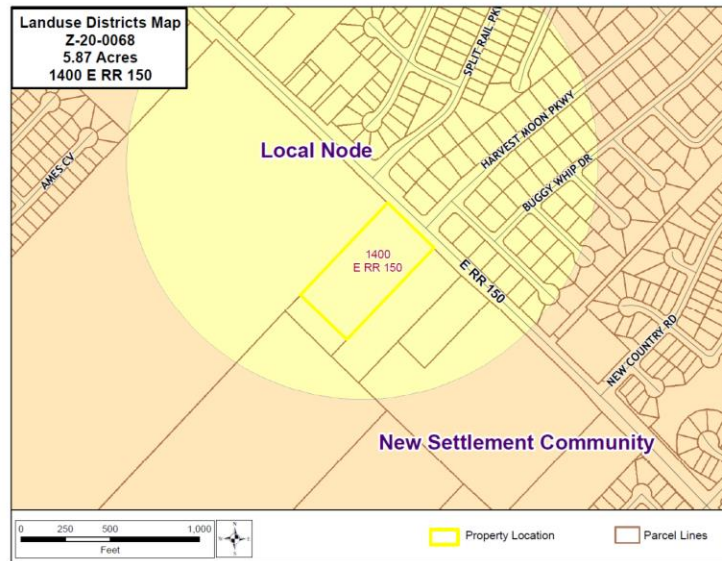 Landuse Districts Map
Z-20-0068
5.87 Acres
1400 E RR 150
SPLIT RAIL PKWY
HARVEST MOON PKWY
Local Node
AMES CV
BUGGY WHIP DR
1400
E RR 150
E RR 150
NEW COUNTRY RD
New Settlement Community
0 250 500 1,000
Feet
N
Property Location
Parcel Lines